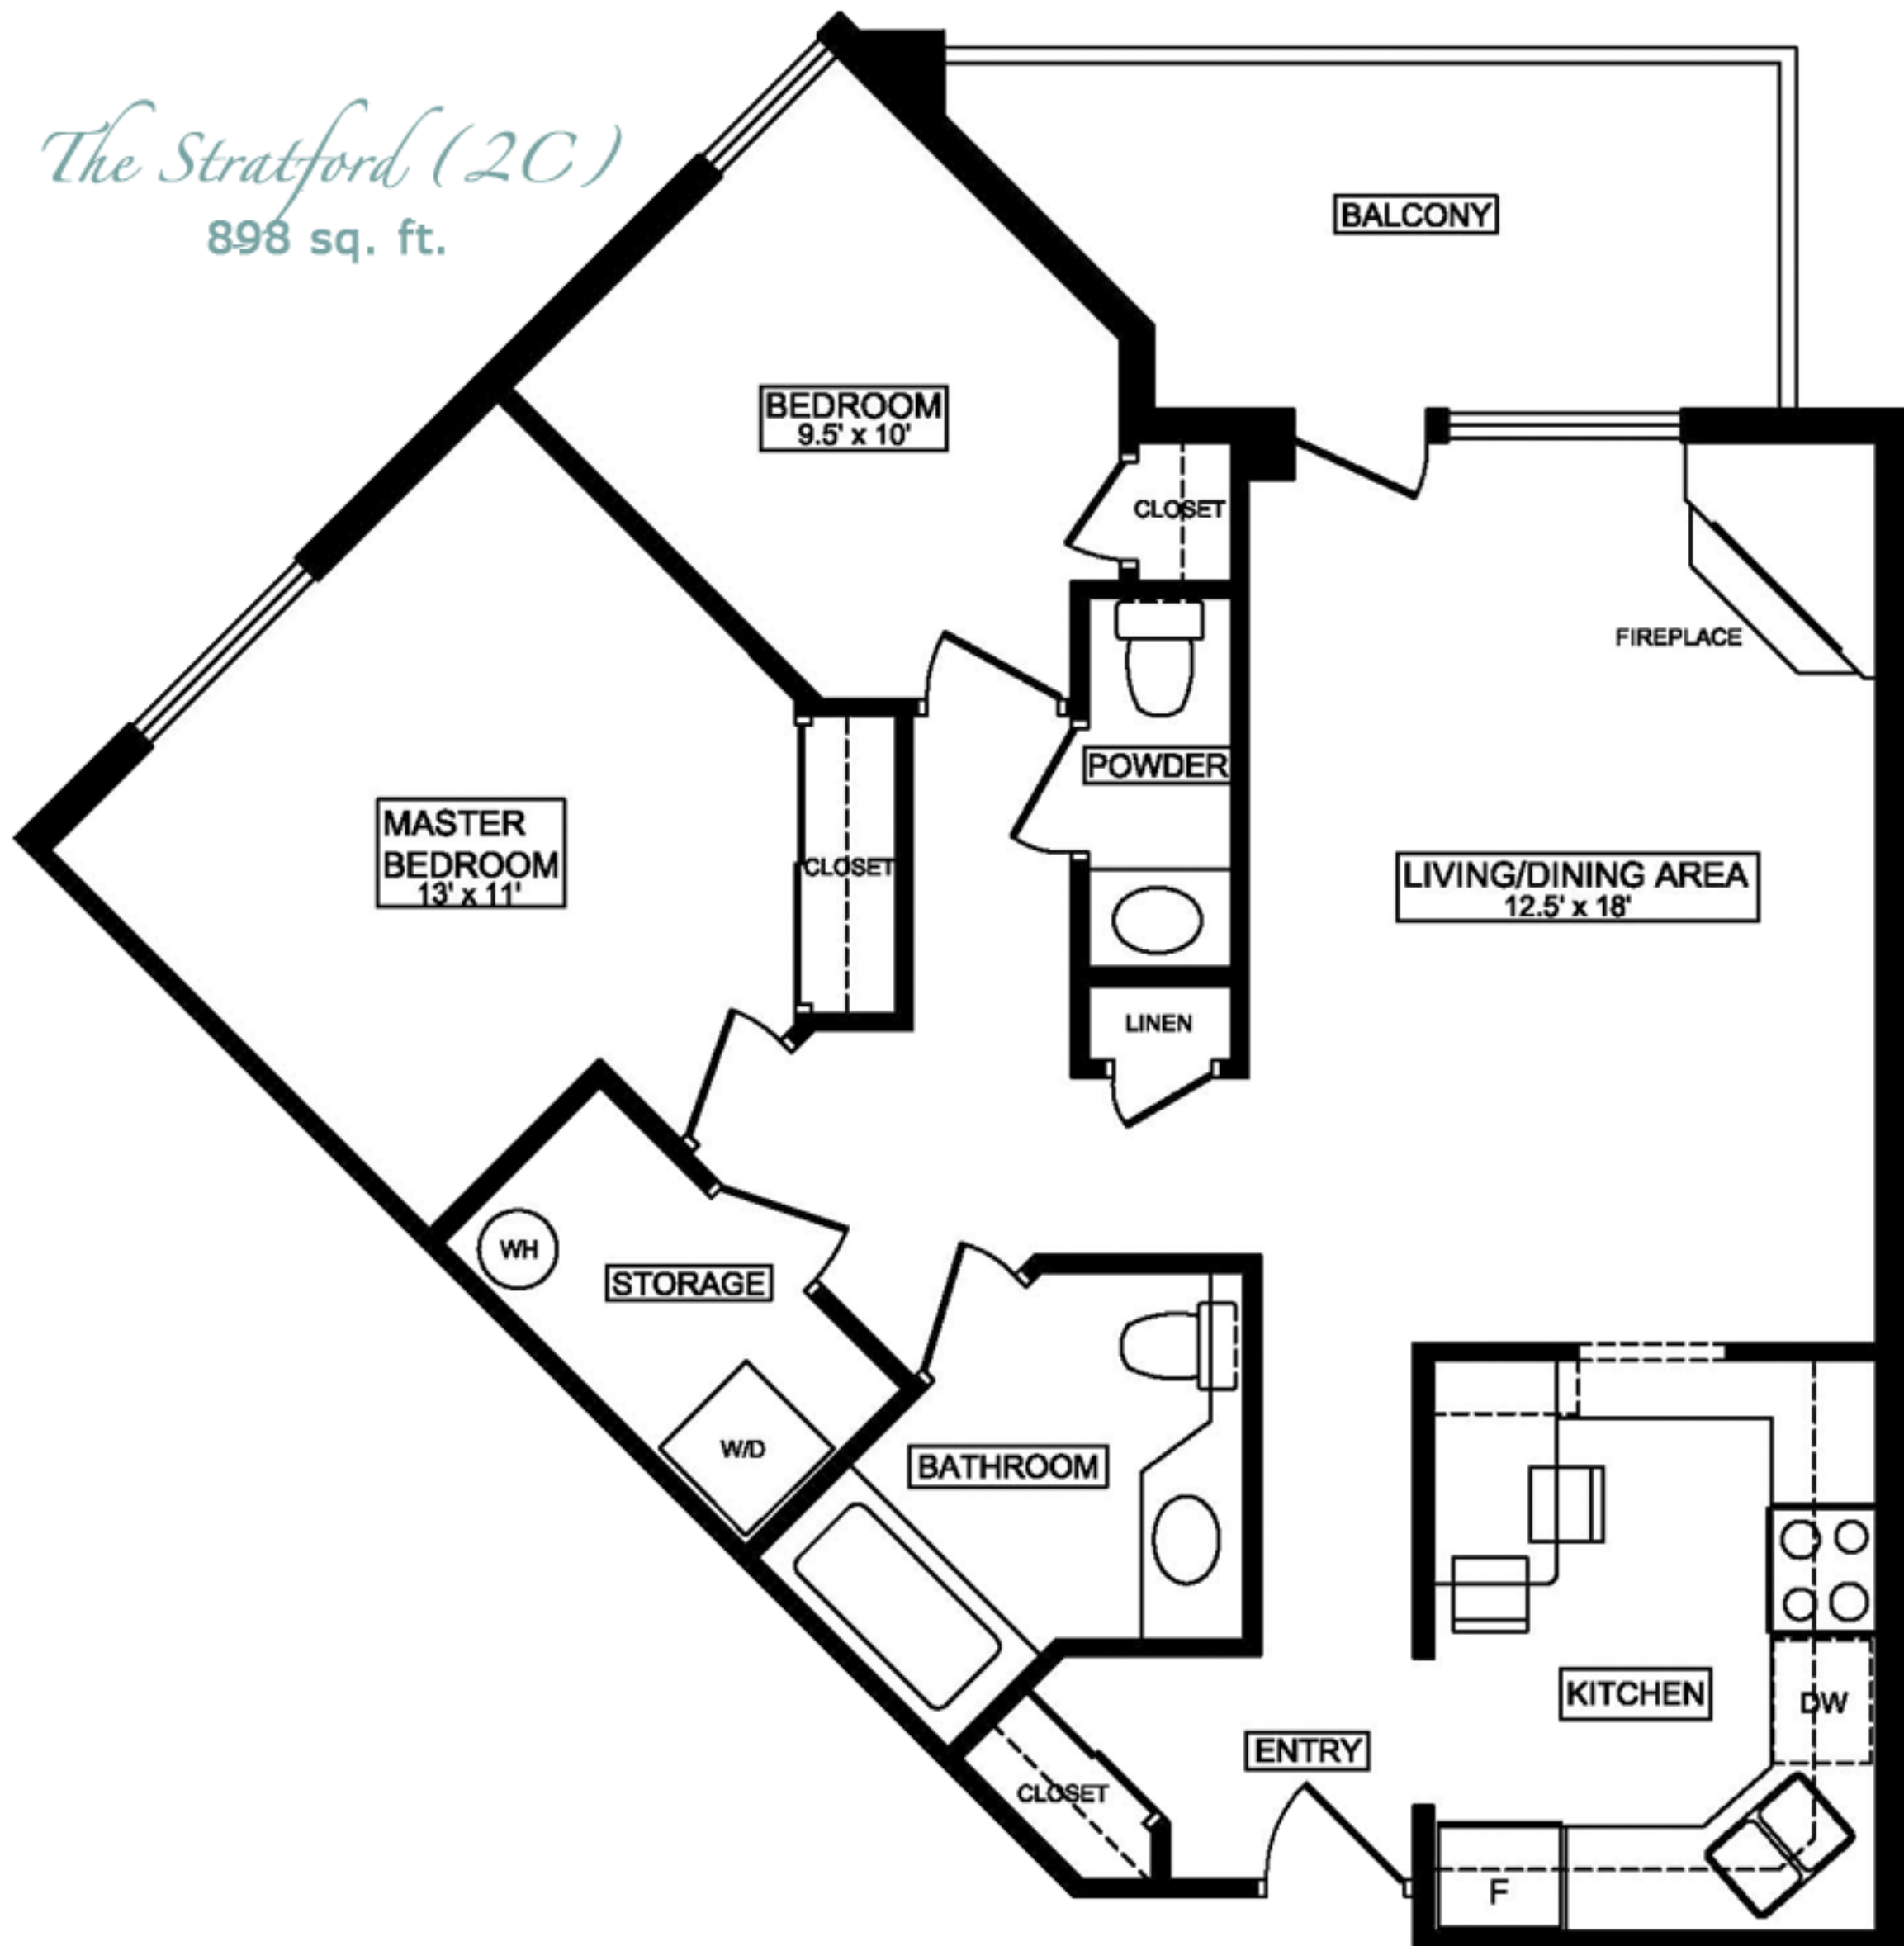 The Stratford (2C)
898 sq. ft.
BALCONY
BEDROOM
9.5' x 10'
CLOSET
FIREPLACE
POWDER
MASTER
BEDROOM
13' x 11'
CLOSET
LIVING/DINING AREA
12.5' x 18'
LINEN
WH
STORAGE
W/D
BATHROOM
KITCHEN
DW
ENTRY
CLOSET
F